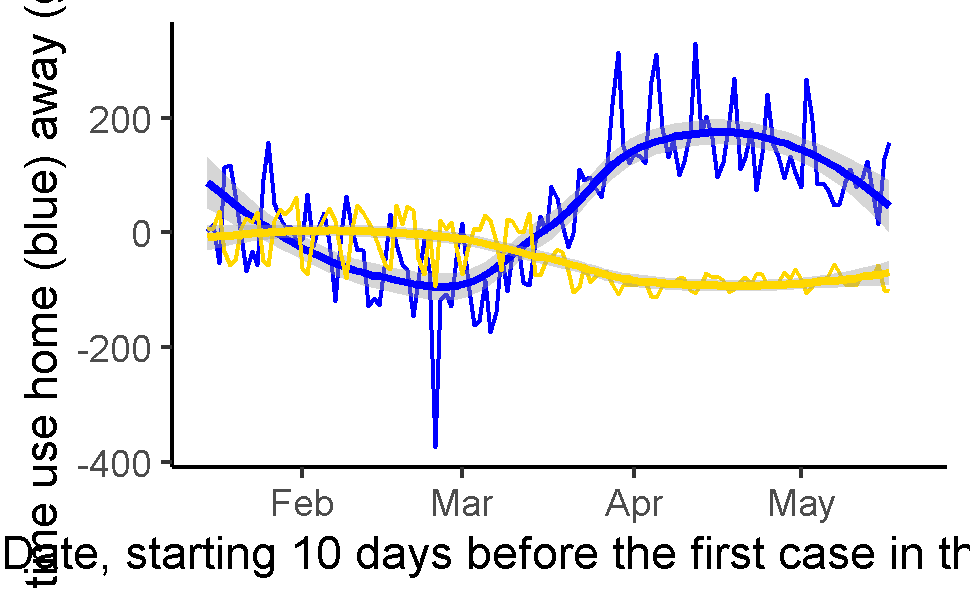 time use home (blue) away (
200
0
-200
-400
Feb Mar Apr May
Date, starting 10 days before the first case in th